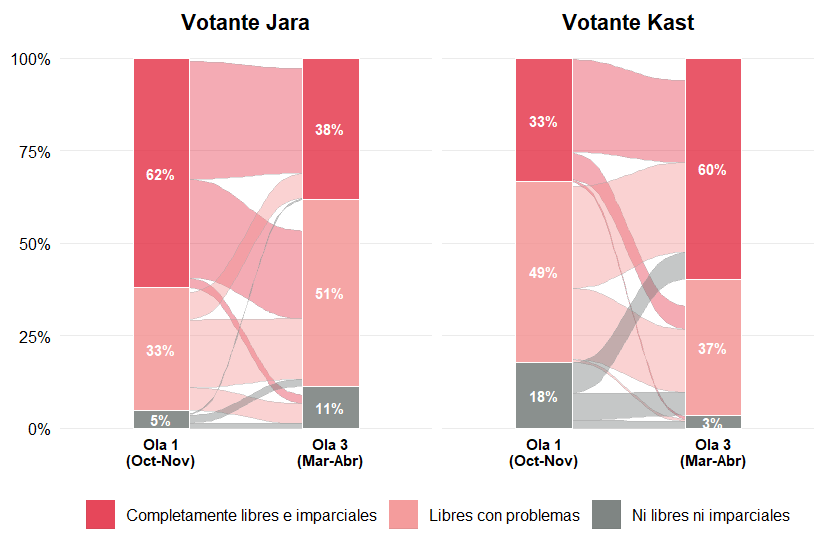 Votante Jara
Votante Kast
100%
75%
50%
25%
0%
62%
33%
5%
38%
51%
11%
33%
49%
18%
60%
37%
3%
Ola 1
(Oct-Nov)
Ola 3
(Mar-Abr)
Ola 1
(Oct-Nov)
Ola 3
(Mar-Abr)
Completamente libres e imparciales
Libres con problemas
Ni libres ni imparciales